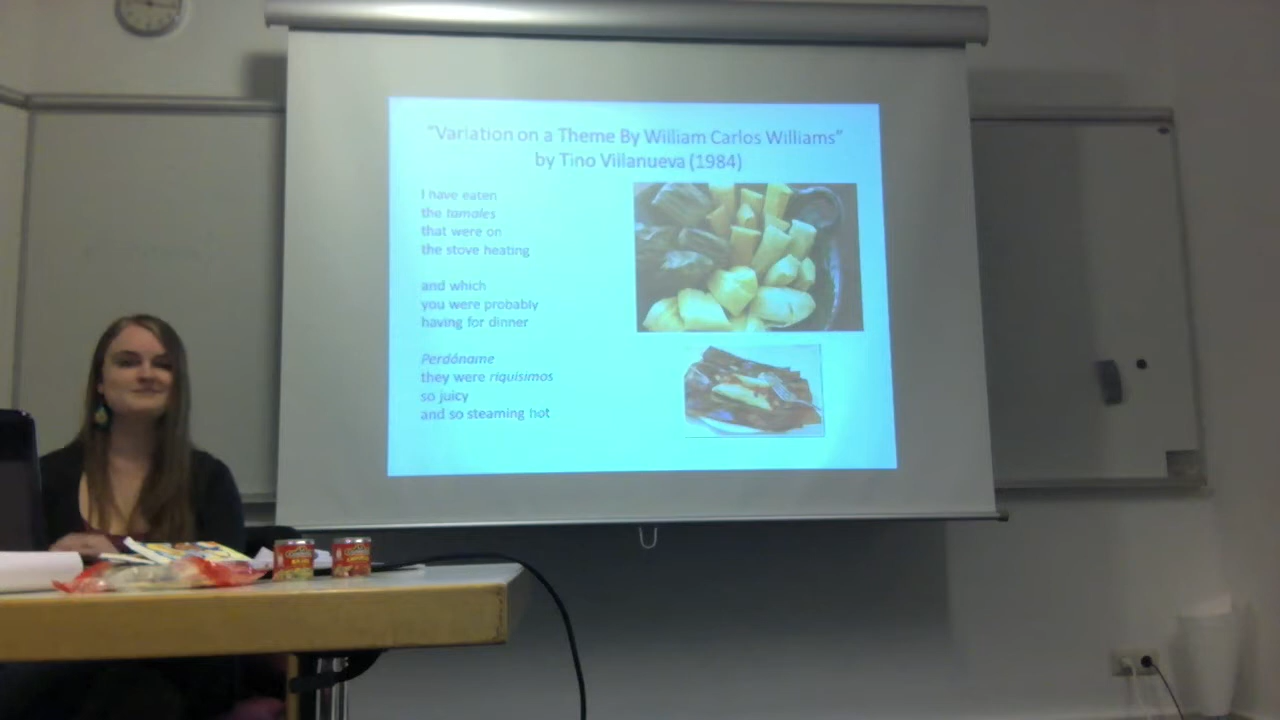 "Variation on a Theme By William Carlos Williams"
by Tino Villanueva (1984)
I have eaten
the tamales
that were on
the stove heating
and which
you were probably
having for dinner
Perdóname
they were riquísimos
so juicy
and so steaming hot